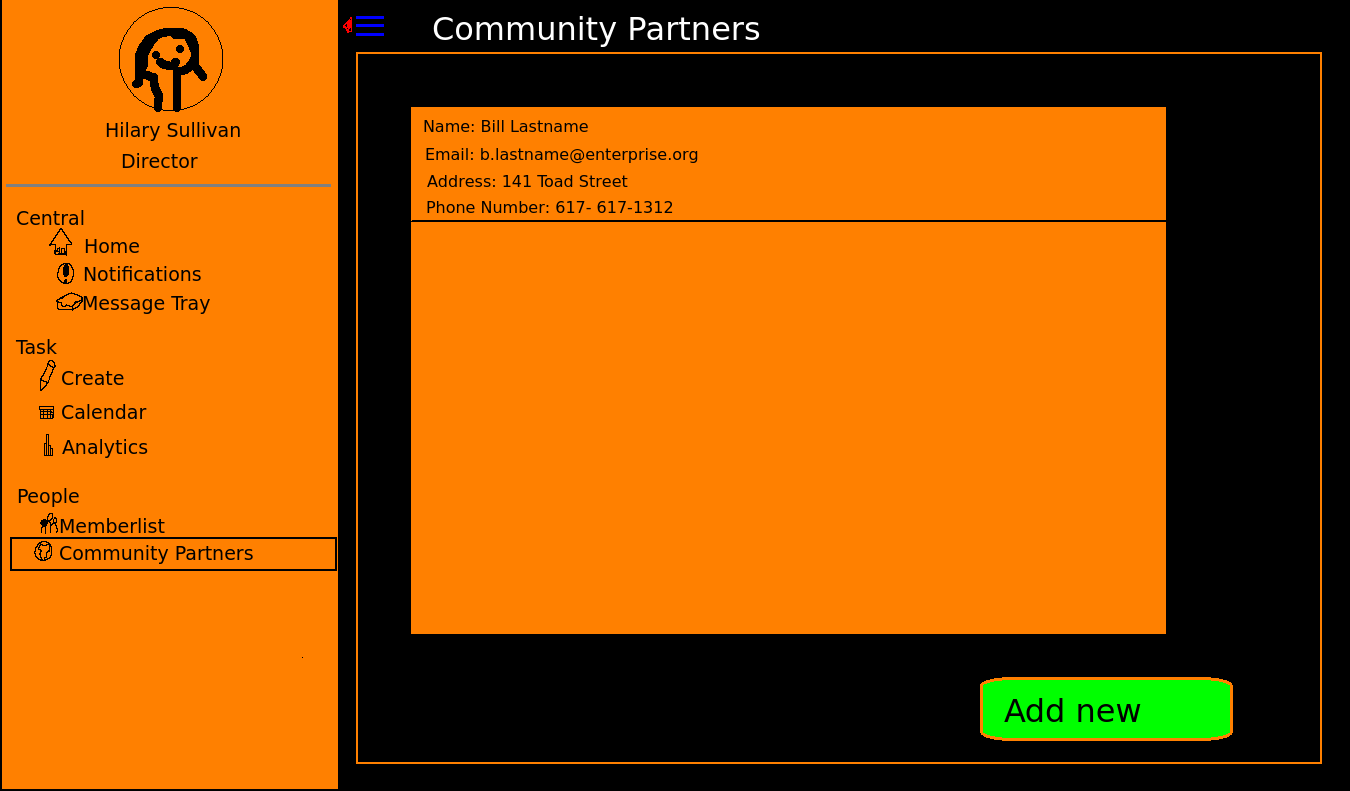 Hilary Sullivan
Director
Central
Home
Notifications
Message Tray
Task
Create
Calendar
Analytics
People
Memberlist
Community Partners
Community Partners
Name: Bill Lastname
Email: b.lastname@enterprise.org
Address: 141 Toad Street
Phone Number: 617- 617-1312
Add new